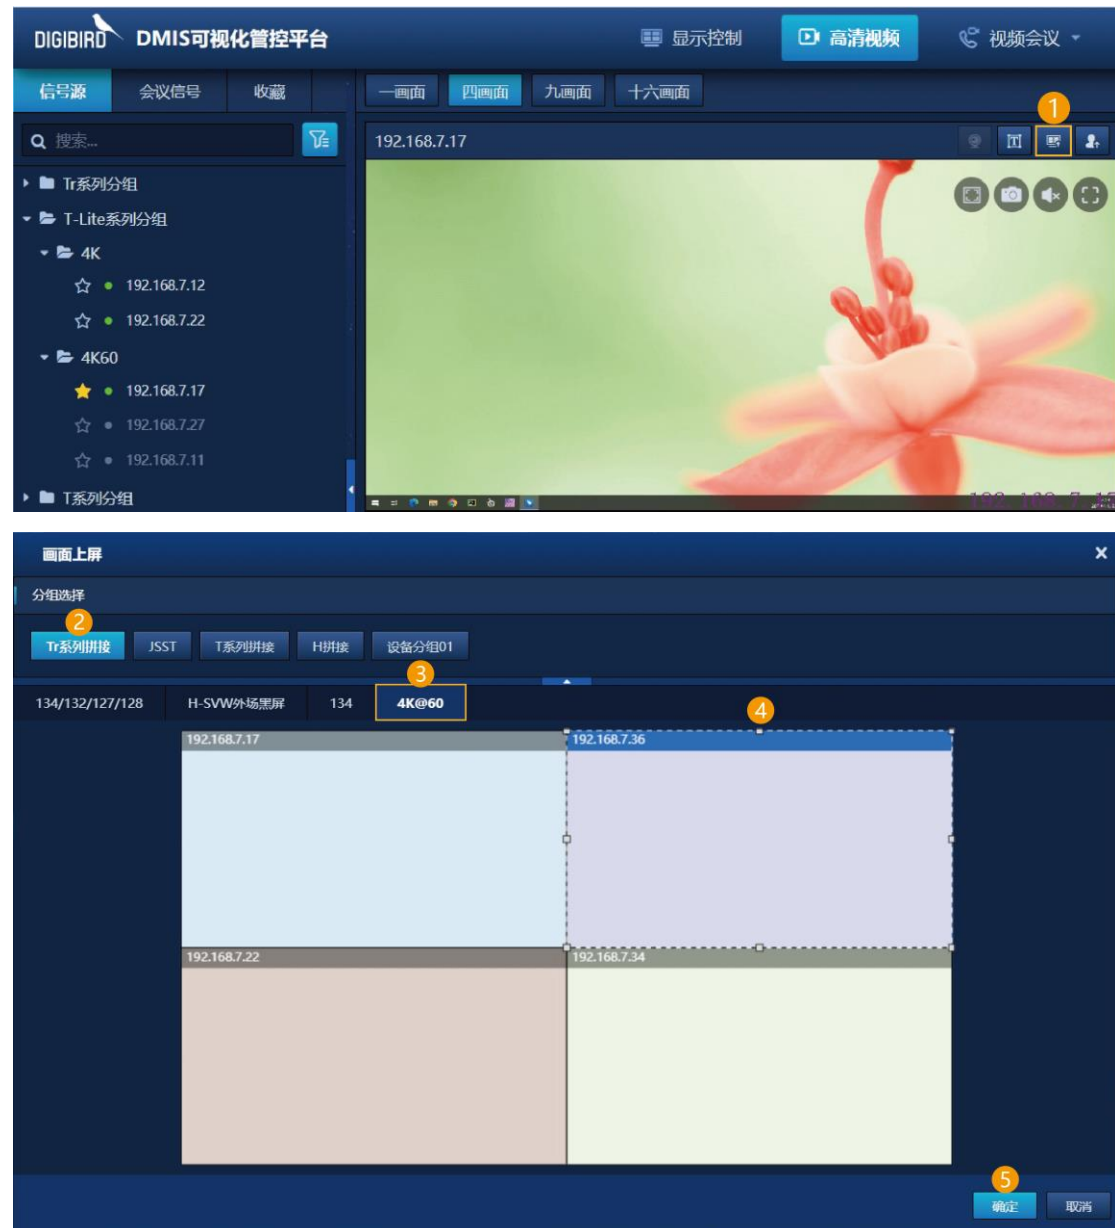 DIGIBIRD DMIS可视化管控平台 显示控制 高清视频 视频会议
信号源 会议信号 收藏 一画面 四画面 九画面 十六画面
1
搜索... 192.168.7.17
Tr系列分组
T-Lite系列分组
4K
192.168.7.12
192.168.7.22
4K60
192.168.7.17
192.168.7.27
192.168.7.11
T系列分组
画面上屏
分组选择
2
Tr系列拼接 JSST T系列拼接 H拼接 设备分组01
3
134/132/127/128 H-SVW外场黑屏 134 4K@60
4
192.168.7.17 192.168.7.36
192.168.7.22 192.168.7.34
5
确定 取消